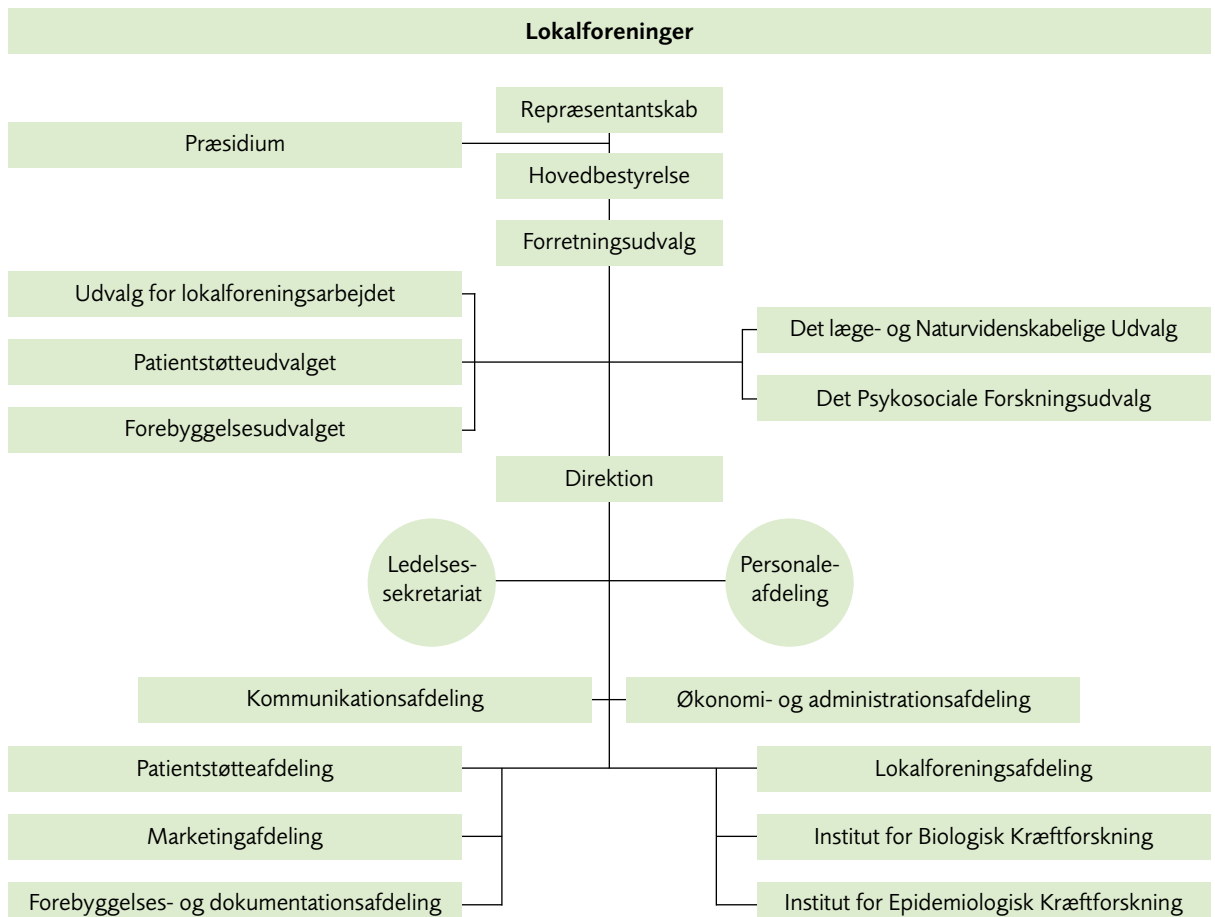 Lokalforeninger
Repræsentantskab
Præsidium
Hovedbestyrelse
Forretningsudvalg
Udvalg for lokalforeningsarbejdet
Det læge- og Naturvidenskabelige Udvalg
Patientstøtteudvalget
Det Psykosociale Forskningsudvalg
Forebyggelsesudvalget
Direktion
Ledelses-
sekretariat
Personale-
afdeling
Kommunikationsafdeling
Økonomi- og administrationsafdeling
Patientstøtteafdeling
Lokalforeningsafdeling
Marketingafdeling
Institut for Biologisk Kræftforskning
Forebyggelses- og dokumentationsafdeling
Institut for Epidemiologisk Kræftforskning